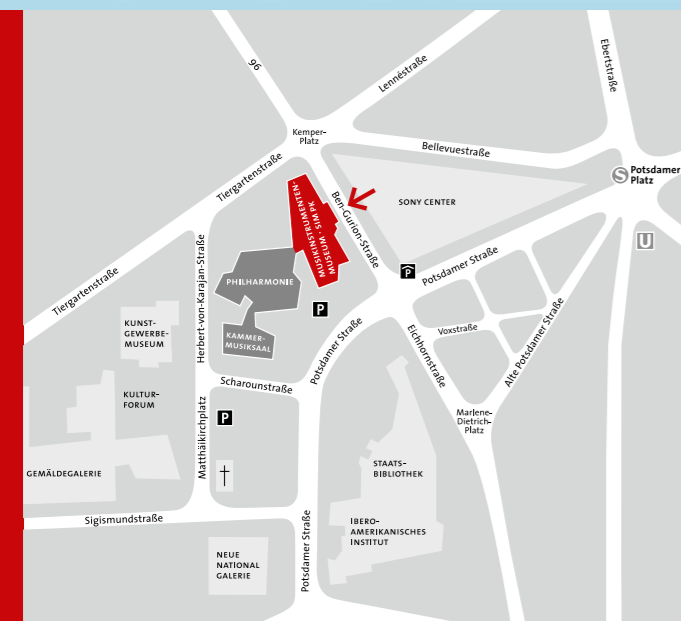 96
Lennéstraße
Ebertstraße
Kemper-
Platz
Bellevuestraße
Tiergartenstraße
S
Potsdamer
Platz
MUSIKINSTRUMENTEN-
MUSEUM · SIM PK
Ben-Gurion-Straße
SONY CENTER
U
Herbert-von-Karajan-Straße
PHILHARMONIE
Potsdamer Straße
P
Tiergartenstraße
P
KUNST-
GEWERBE-
MUSEUM
KAMMER-
MUSIKSAAL
Potsdamer Straße
Eichhornstraße
Voxstraße
Alte Potsdamer Straße
Scharounstraße
KULTUR-
FORUM
Matthäikirchplatz
P
Marlene-
Dietrich-
Platz
GEMÄLDEGALERIE
STAATS-
BIBLIOTHEK
Sigismundstraße
Potsdamer Straße
IBERO-
AMERIKANISCHES
INSTITUT
NEUE
NATIONAL
GALERIE